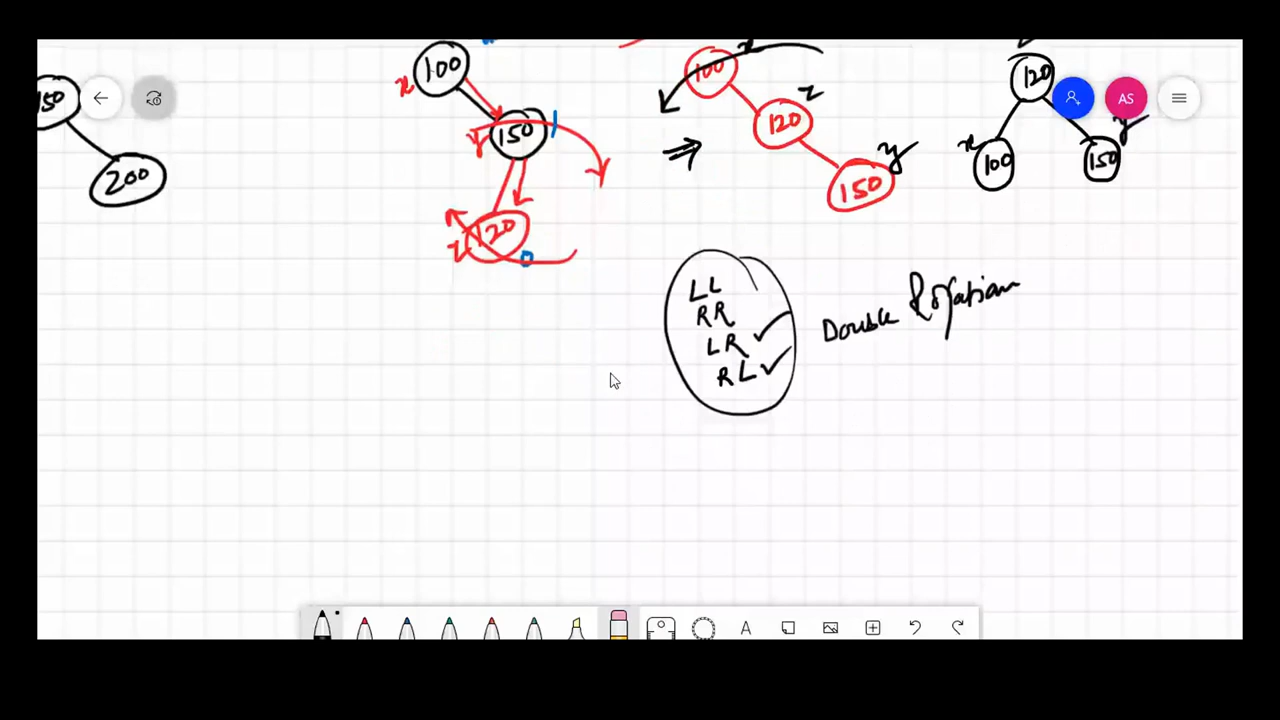 100
x
150
y
120
z
100
x
120
z
150
y
120
x
100
150
y
150
200
LL
RR
LR ✓
RL ✓
Double Rotation
AS
A